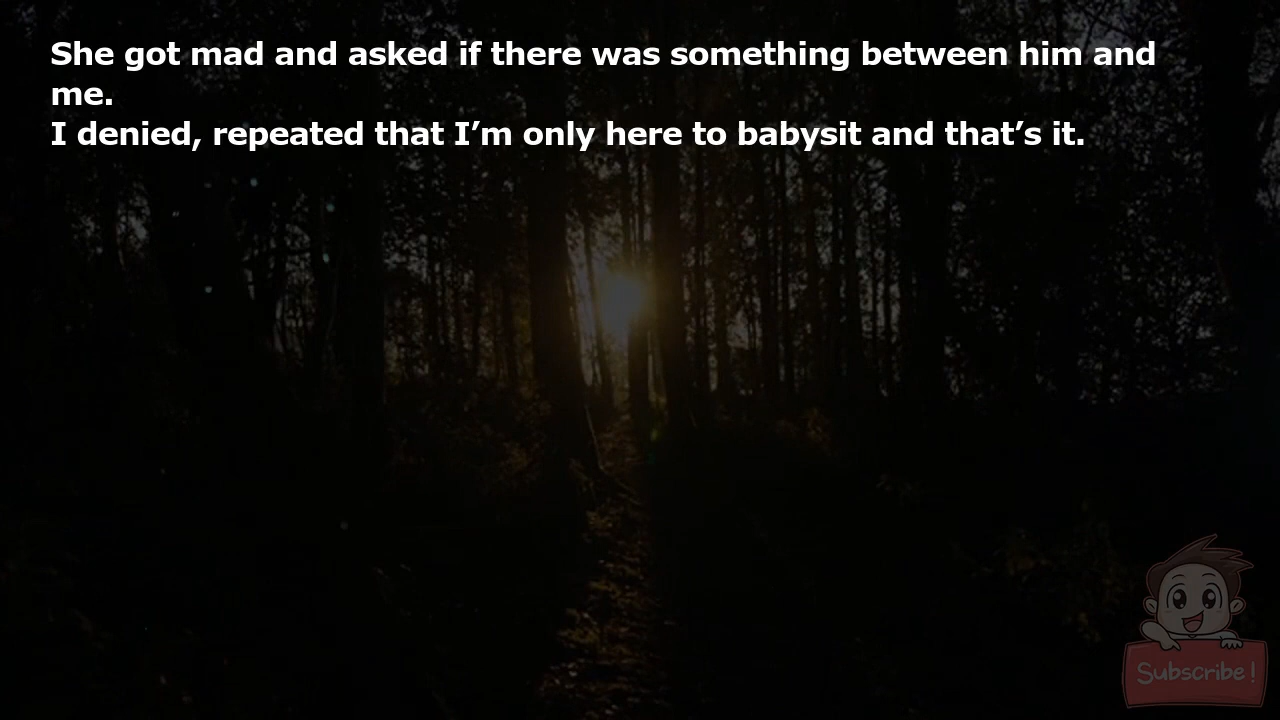 She got mad and asked if there was something between him and
me.
I denied, repeated that I’m only here to babysit and that’s it.
Subscribe!